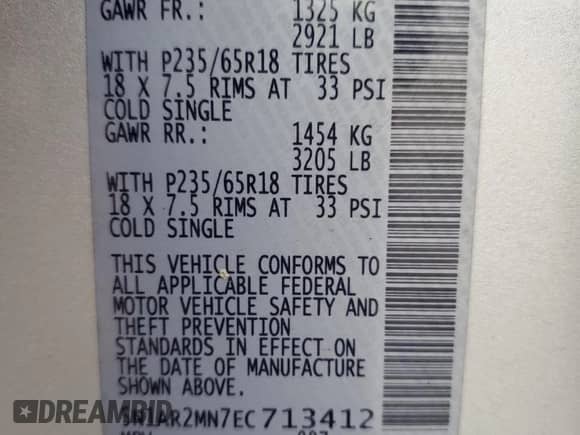 GAWR FR.: 1325 KG
2921 LB
WITH P235/65R18 TIRES
18 X 7.5 RIMS AT 33 PSI
COLD SINGLE
GAWR RR.: 1454 KG
3205 LB
WITH P235/65R18 TIRES
18 X 7.5 RIMS AT 33 PSI
COLD SINGLE
THIS VEHICLE CONFORMS TO
ALL APPLICABLE FEDERAL
MOTOR VEHICLE SAFETY AND
THEFT PREVENTION
STANDARDS IN EFFECT ON
THE DATE OF MANUFACTURE
SHOWN ABOVE.
5N1AR2MN7EC713412
DREAMBID